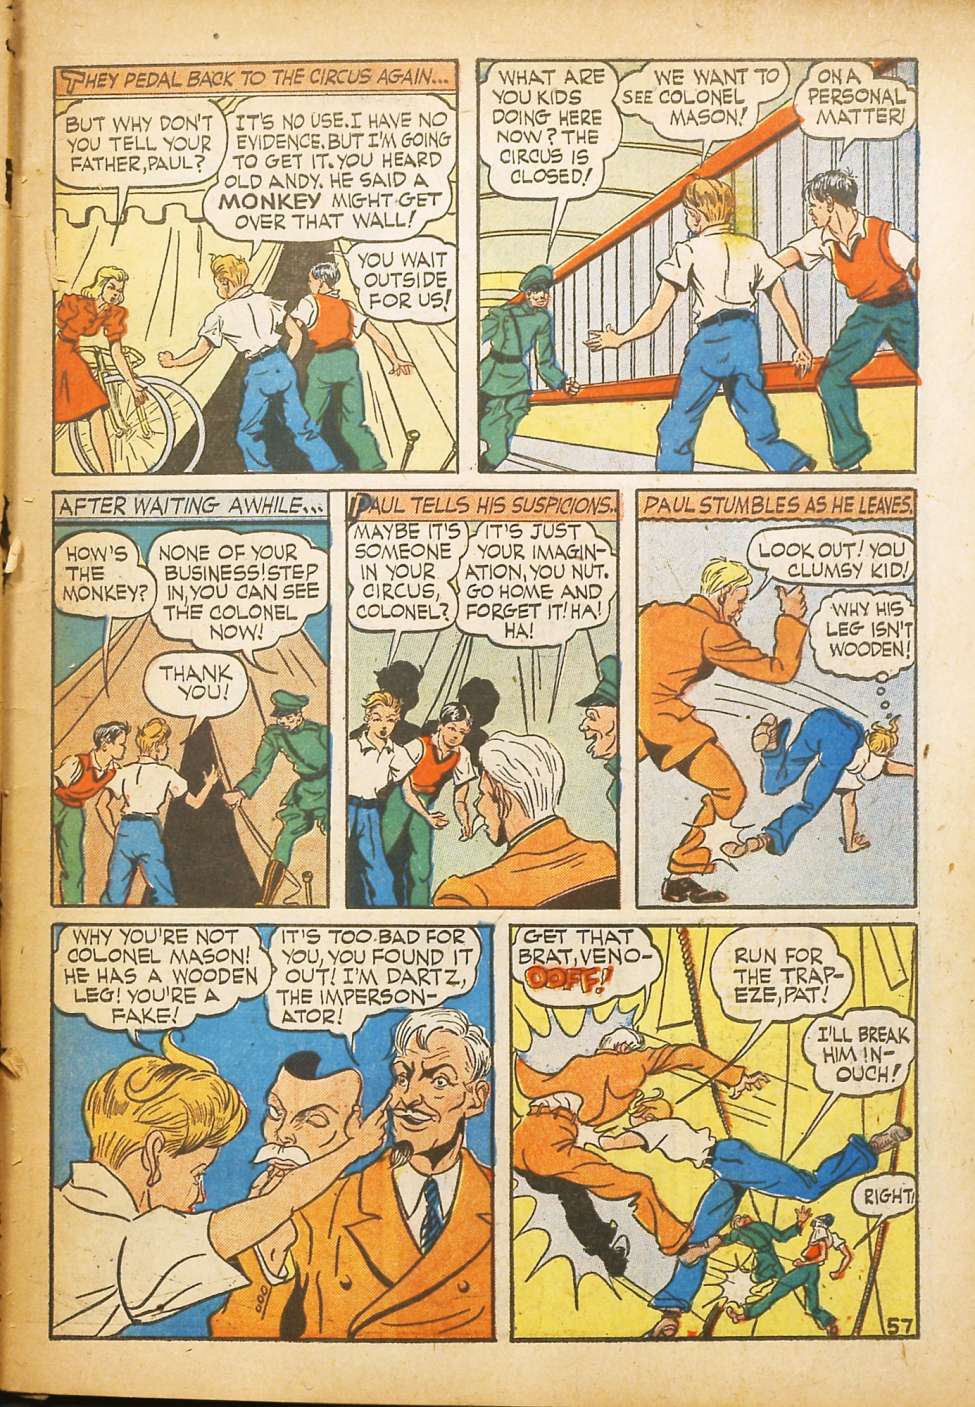 THEY PEDAL BACK TO THE CIRCUS AGAIN...
BUT WHY DON'T
YOU TELL YOUR
FATHER, PAUL?
IT'S NO USE. I HAVE NO
EVIDENCE. BUT I'M GOING
TO GET IT. YOU HEARD
OLD ANDY. HE SAID A
MONKEY MIGHT GET
OVER THAT WALL!
YOU WAIT
OUTSIDE
FOR US!
WHAT ARE
YOU KIDS
DOING HERE
NOW? THE
CIRCUS IS
CLOSED!
WE WANT TO
SEE COLONEL
MASON!
ON A
PERSONAL
MATTER!
AFTER WAITING AWHILE...
HOW'S
THE
MONKEY?
NONE OF YOUR
BUSINESS! STEP
IN, YOU CAN SEE
THE COLONEL
NOW!
THANK
YOU!
PAUL TELLS HIS SUSPICIONS.
MAYBE IT'S
SOMEONE
IN YOUR
CIRCUS,
COLONEL?
IT'S JUST
YOUR IMAGIN-
ATION, YOU NUT.
GO HOME AND
FORGET IT! HA!
HA!
PAUL STUMBLES AS HE LEAVES.
LOOK OUT! YOU
CLUMSY KID!
WHY HIS
LEG ISN'T
WOODEN!
WHY YOU'RE NOT
COLONEL MASON!
HE HAS A WOODEN
LEG! YOU'RE A
FAKE!
IT'S TOO BAD FOR
YOU, YOU FOUND IT
OUT! I'M DARTZ,
THE IMPERSON-
ATOR!
GET THAT
BRAT, VENO-
OOFF!
RUN FOR
THE TRAP-
EZE, PAT!
I'LL BREAK
HIM IN-
OUCH!
RIGHT!
57